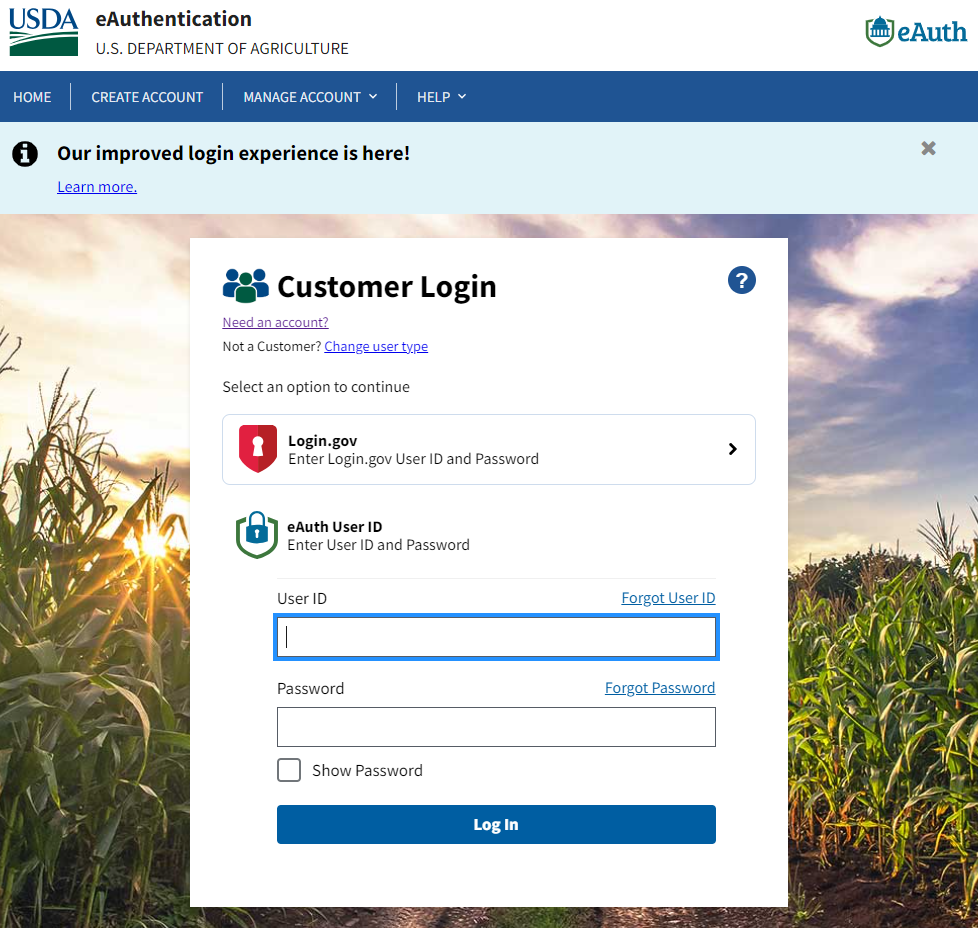 USDA
eAuthentication
U.S. DEPARTMENT OF AGRICULTURE
eAuth
HOME
CREATE ACCOUNT
MANAGE ACCOUNT
HELP
Our improved login experience is here!
Learn more.
Customer Login
?
Need an account?
Not a Customer? Change user type
Select an option to continue
Login.gov
Enter Login.gov User ID and Password
eAuth User ID
Enter User ID and Password
User ID
Forgot User ID
Password
Forgot Password
Show Password
Log In